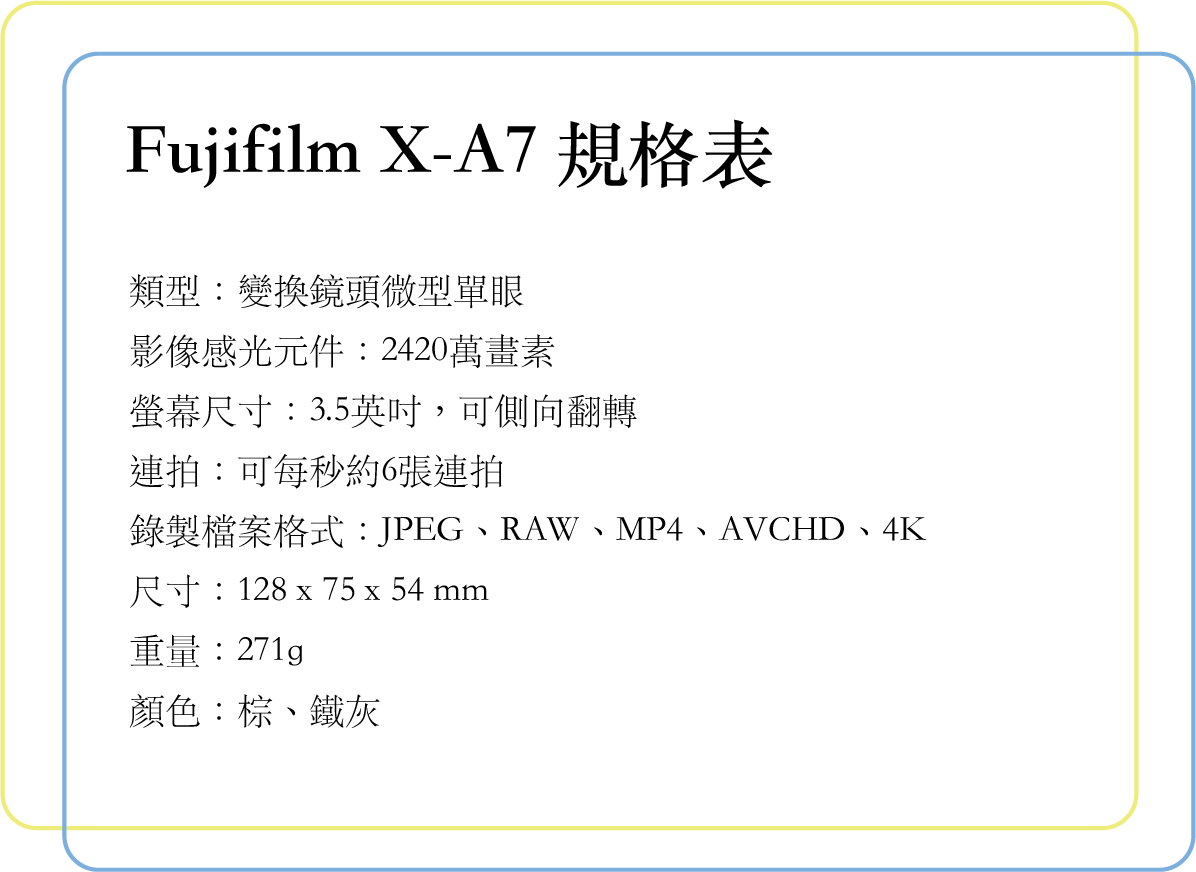 Fujifilm X-A7 規格表
類型：變換鏡頭微型單眼
影像感光元件：2420萬畫素
螢幕尺寸：3.5英吋，可側向翻轉
連拍：可每秒約6張連拍
錄製檔案格式：JPEG、RAW、MP4、AVCHD、4K
尺寸：128 x 75 x 54 mm
重量：271g
顏色：棕、鐵灰